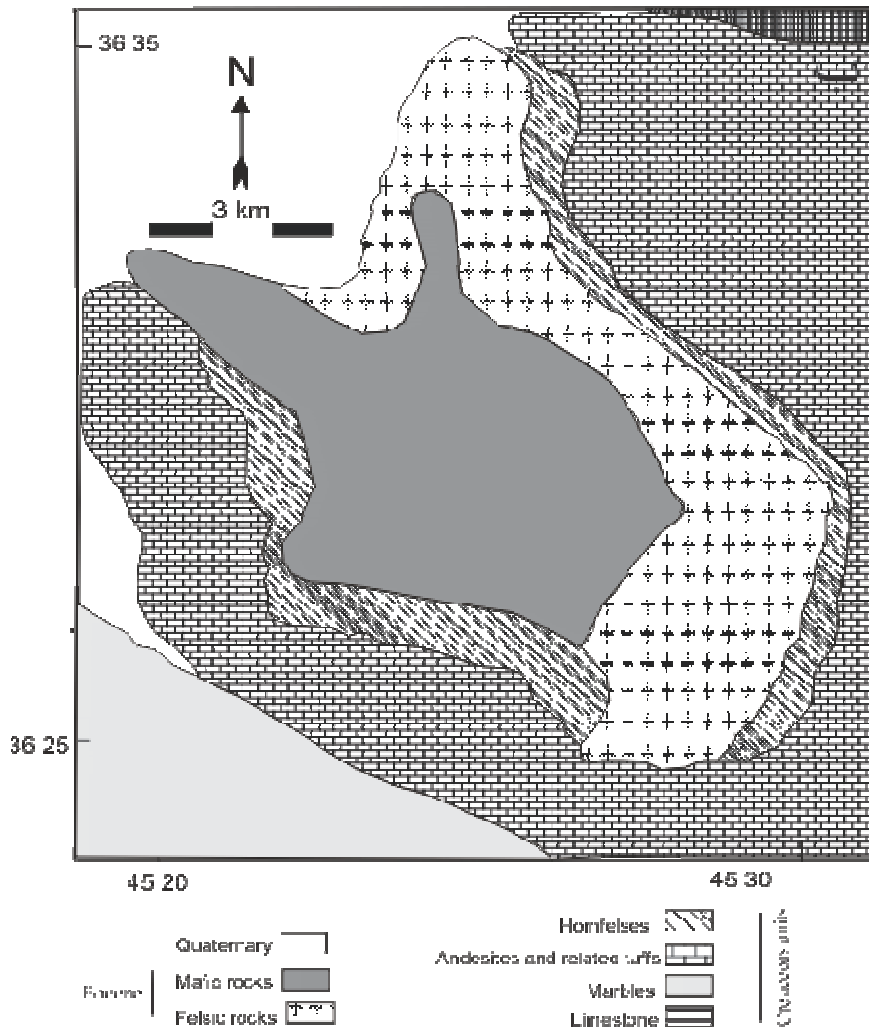 36 35
N
3 km
36 25
45 20
45 30
Quaternary
Mafic rocks
Felsic rocks
Hornfelses
Andesites and related tuffs
Marbles
Limestone